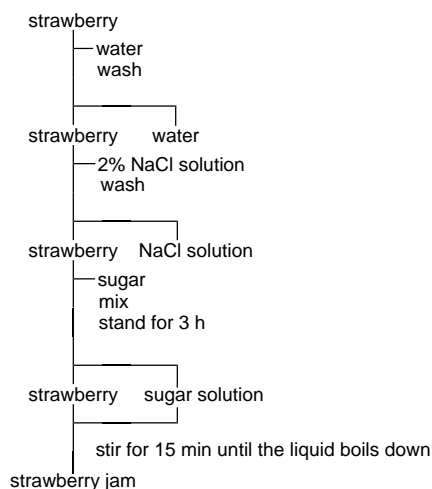 strawberry
water
wash
strawberry water
2% NaCl solution
wash
strawberry NaCl solution
sugar
mix
stand for 3 h
strawberry sugar solution
stir for 15 min until the liquid boils down
strawberry jam